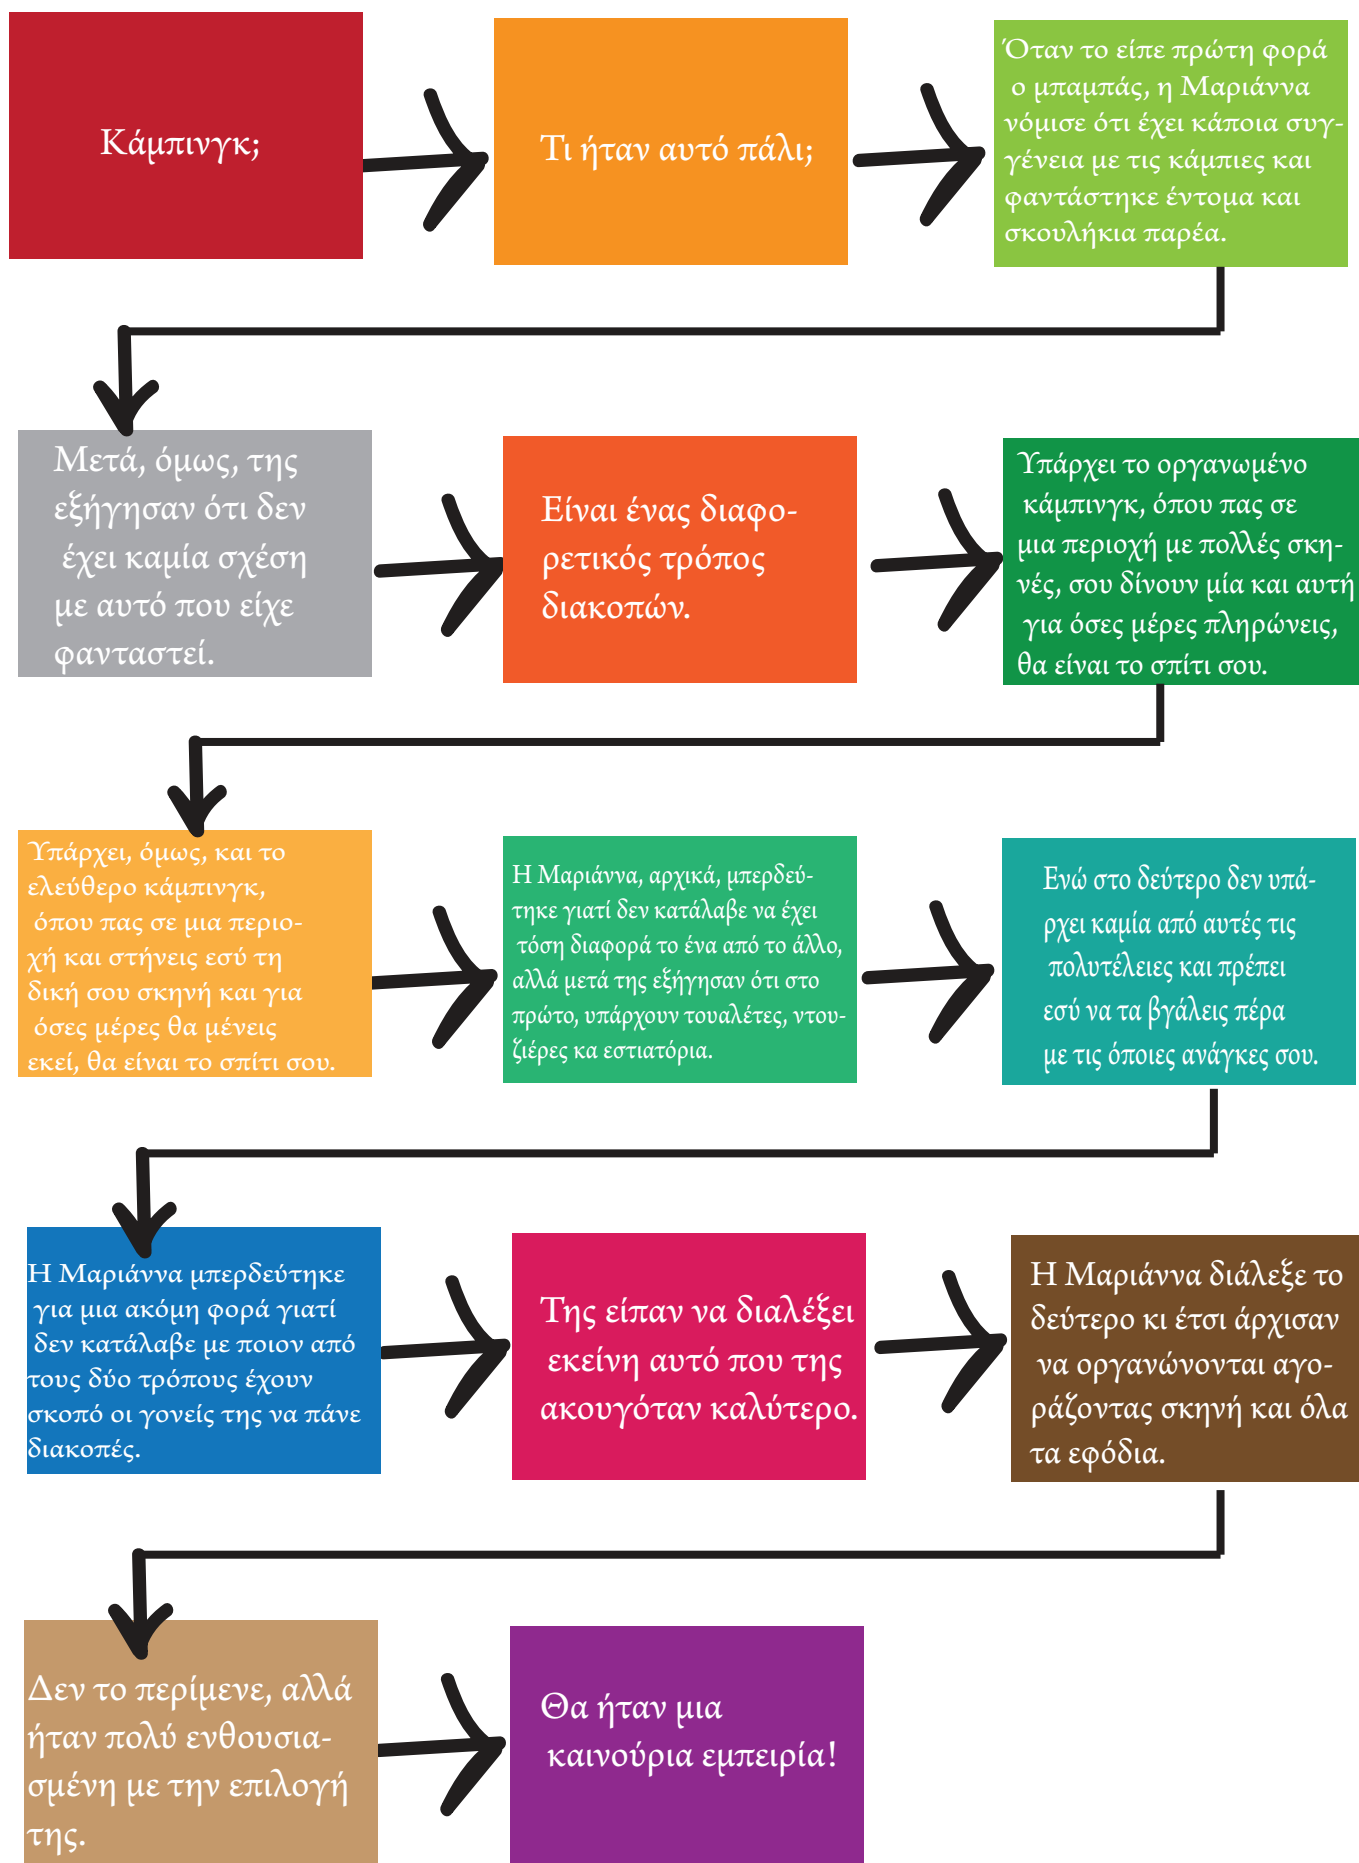 Κάμπινγκ;
Τι ήταν αυτό πάλι;
Όταν το είπε πρώτη φορά
ο μπαμπάς, η Μαριάννα
νόμισε ότι έχει κάποια συγ-
γένεια με τις κάμπιες και
φαντάστηκε έντομα και
σκουλήκια παρέα.
Μετά, όμως, της
εξήγησαν ότι δεν
έχει καμία σχέση
με αυτό που είχε
φανταστεί.
Είναι ένας διαφο-
ρετικός τρόπος
διακοπών.
Υπάρχει το οργανωμένο
κάμπινγκ, όπου πας σε
μια περιοχή με πολλές σκη-
νές, σου δίνουν μία και αυτή
για όσες μέρες πληρώνεις,
θα είναι το σπίτι σου.
Υπάρχει, όμως, και το
ελεύθερο κάμπινγκ,
όπου πας σε μια περιο-
χή και στήνεις εσύ τη
δική σου σκηνή και για
όσες μέρες θα μένεις
εκεί, θα είναι το σπίτι σου.
Η Μαριάννα, αρχικά, μπερδεύ-
τηκε γιατί δεν κατάλαβε να έχει
τόση διαφορά το ένα από το άλλο,
αλλά μετά της εξήγησαν ότι στο
πρώτο, υπάρχουν τουαλέτες, ντου-
ζιέρες κα εστιατόρια.
Ενώ στο δεύτερο δεν υπά-
ρχει καμία από αυτές τις
πολυτέλειες και πρέπει
εσύ να τα βγάλεις πέρα
με τις όποιες ανάγκες σου.
Η Μαριάννα μπερδεύτηκε
για μια ακόμη φορά γιατί
δεν κατάλαβε με ποιον από
τους δύο τρόπους έχουν
σκοπό οι γονείς της να πάνε
διακοπές.
Της είπαν να διαλέξει
εκείνη αυτό που της
ακουγόταν καλύτερο.
Η Μαριάννα διάλεξε το
δεύτερο κι έτσι άρχισαν
να οργανώνονται αγο-
ράζοντας σκηνή και όλα
τα εφόδια.
Δεν το περίμενε, αλλά
ήταν πολύ ενθουσια-
σμένη με την επιλογή
της.
Θα ήταν μια
καινούρια εμπειρία!